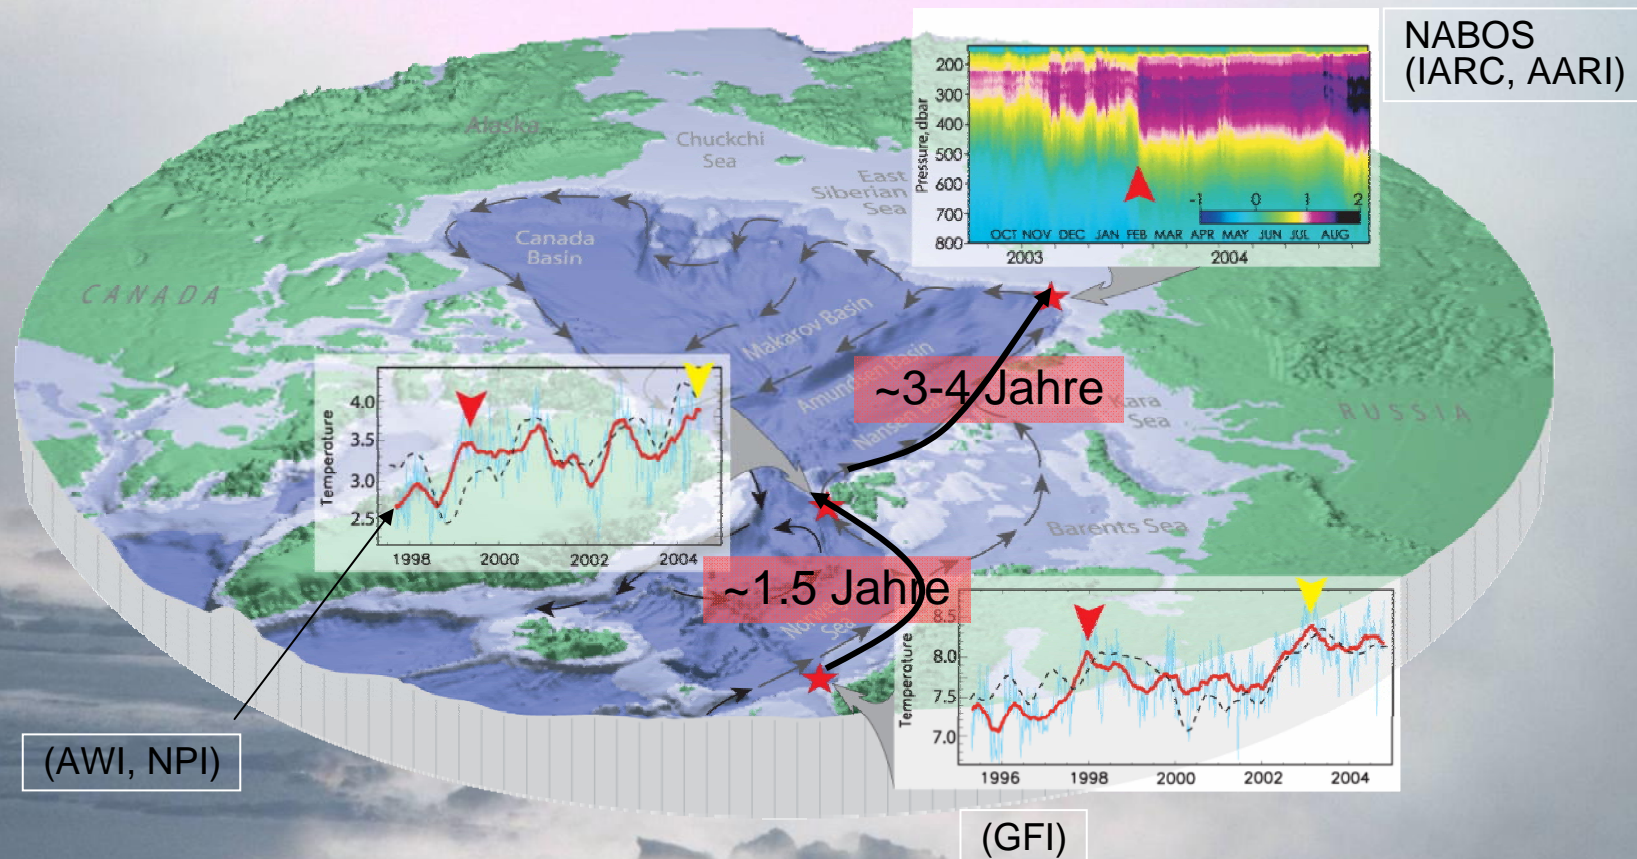 NABOS
(IARC, AARI)
Pressure, dbar
200
300
400
500
600
700
800
-1 0 1 2
OCT NOV DEC JAN FEB MAR APR MAY JUN JUL AUG
2003 2004
Alaska
Chuckchi
Sea
East
Siberian
Sea
Canada
Basin
CANADA
Makarov Basin
Amundsen Basin
Nansen
~3-4 Jahre
Kara
Sea
RUSSIA
Temperature
4.0
3.5
3.0
2.5
1998 2000 2002 2004
Barents Sea
~1.5 Jahre
Sea
Temperature
8.5
8.0
7.5
7.0
1996 1998 2000 2002 2004
(AWI, NPI)
(GFI)